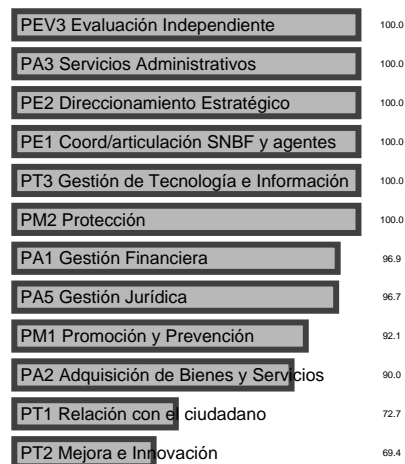 PEV3 Evaluación Independiente 100.0
PA3 Servicios Administrativos 100.0
PE2 Direccionamiento Estratégico 100.0
PE1 Coord/articulación SNBF y agentes 100.0
PT3 Gestión de Tecnología e Información 100.0
PM2 Protección 100.0
PA1 Gestión Financiera 96.9
PA5 Gestión Jurídica 96.7
PM1 Promoción y Prevención 92.1
PA2 Adquisición de Bienes y Servicios 90.0
PT1 Relación con el ciudadano 72.7
PT2 Mejora e Innovación 69.4